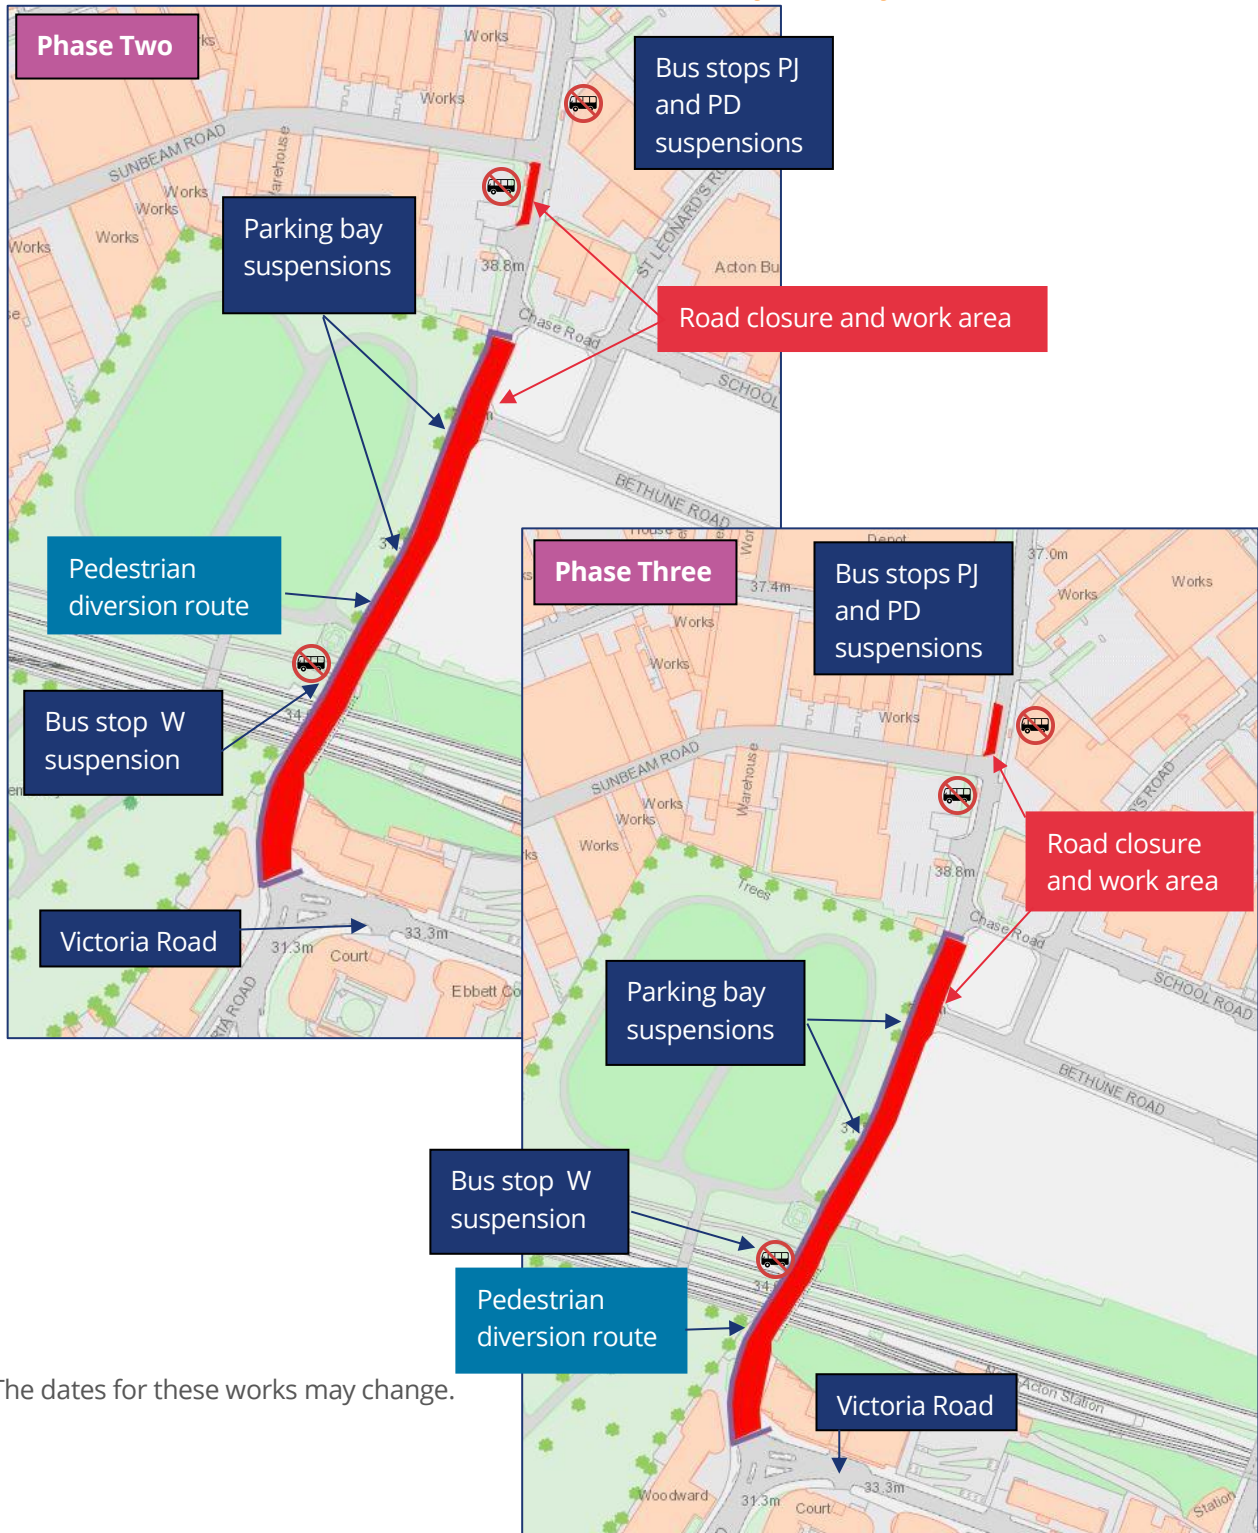 Phase Two
Works
Works
Bus stops PJ
and PD
suspensions
SUNBEAM ROAD
Works
Works
Works
Works
Parking bay
suspensions
ST LEONARD'S
38.8m
Acton Bu
Road closure and work area
Chase Road
SCHOOL
BETHUNE ROAD
Pedestrian
diversion route
Bus stop W
suspension
Victoria Road
31.3m
33.3m
Court
Ebbett Co
Phase Three
Depot
37.0m
37.4m
Works
Works
Works
Works
Works
Bus stops PJ
and PD
suspensions
SUNBEAM ROAD
Warehouse
Works
Works
Works
Road closure
and work area
Trees
38.8m
Chase Road
SCHOOL ROAD
Parking bay
suspensions
BETHUNE ROAD
Bus stop W
suspension
Pedestrian
diversion route
Acton Station
The dates for these works may change.
Victoria Road
Woodward
31.3m
33.3m
Court
Station